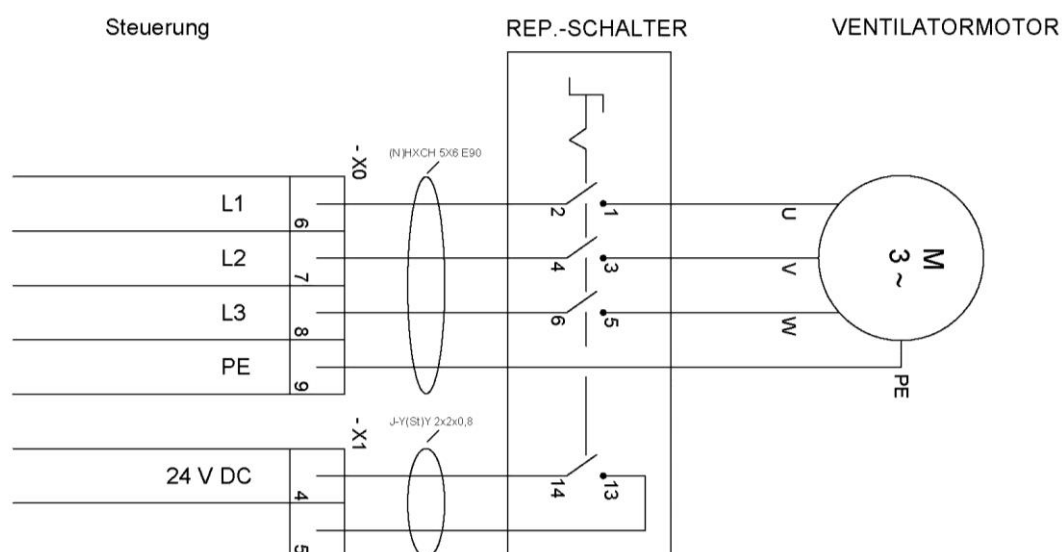 Steuerung
REP.-SCHALTER
VENTILATORMOTOR
- X0
(N)HXCH 5X6 E90
L1
6
2
1
U
L2
7
4
3
V
M
3 ~
L3
8
6
5
W
PE
9
PE
- X1
J-Y(St)Y 2x2x0,8
24 V DC
4
14
13
5